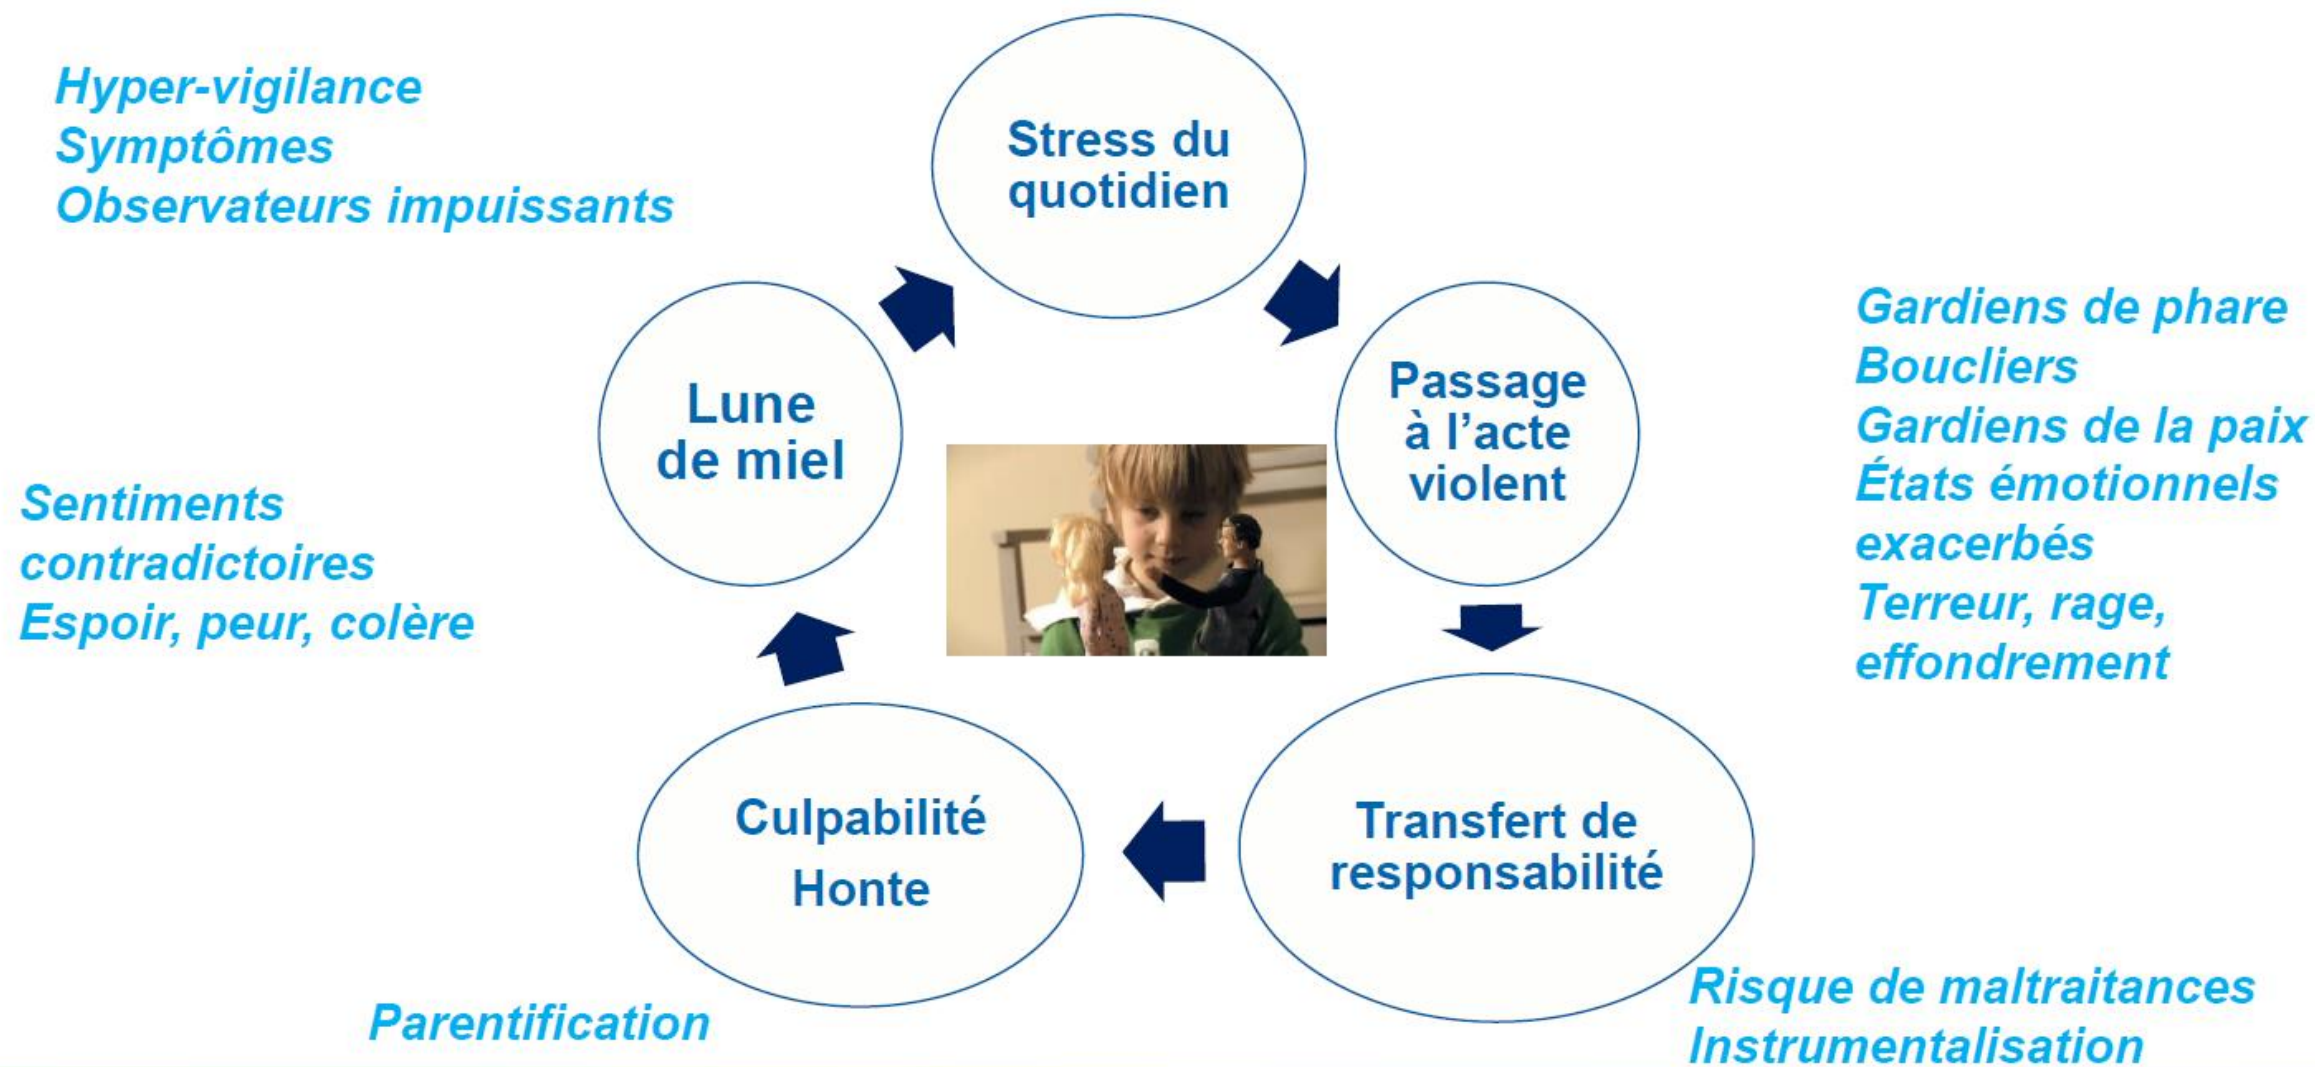 Hyper-vigilance
Symptômes
Observateurs impuissants
Stress du
quotidien
Passage
à l’acte
violent
Gardiens de phare
Boucliers
Gardiens de la paix
États émotionnels
exacerbés
Terreur, rage,
effondrement
Transfert de
responsabilité
Risque de maltraitances
Instrumentalisation
Culpabilité
Honte
Parentification
Lune
de miel
Sentiments
contradictoires
Espoir, peur, colère